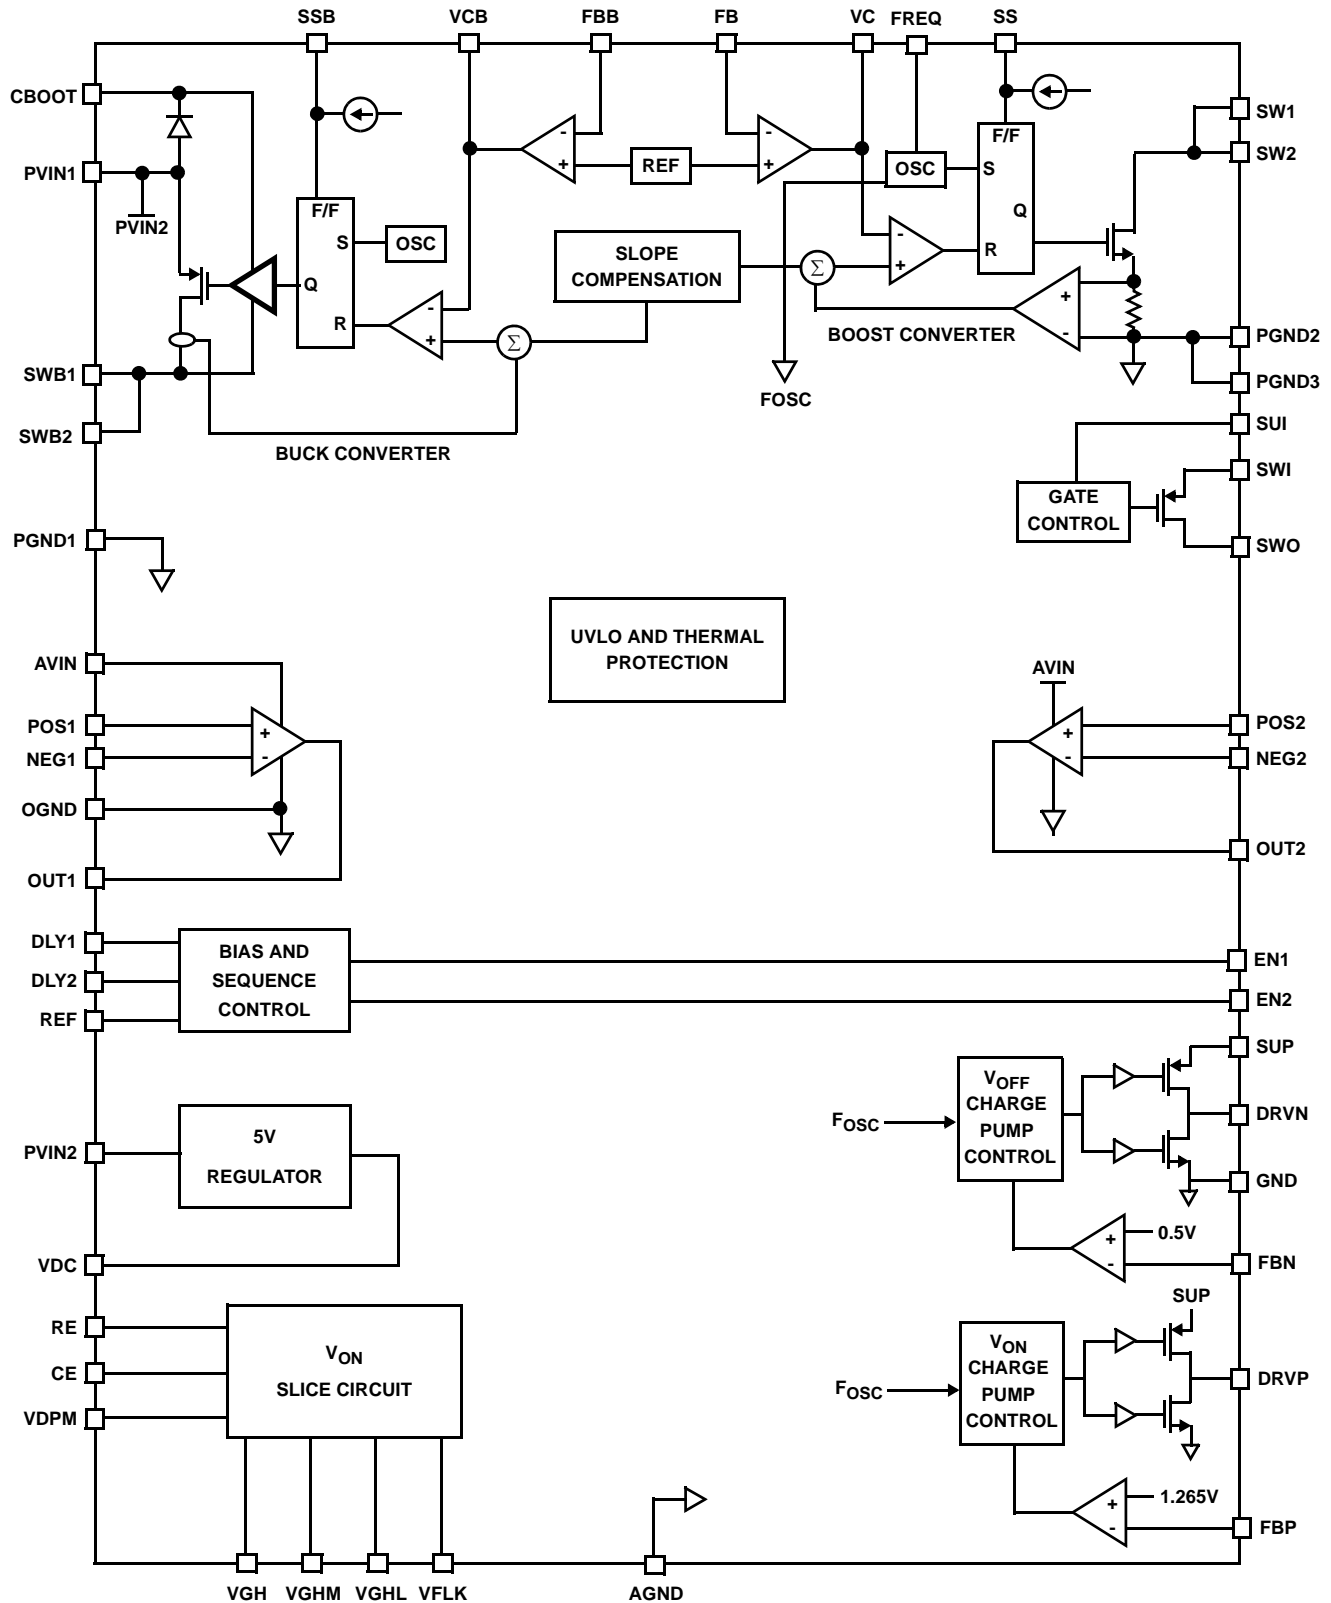 SSB VCB FBB FB VC FREQ SS
CBOOT
SW1
F/F
SW2
PVIN1
REF
OSC
S
PVIN2
F/F
Q
S
OSC
SLOPE
COMPENSATION
Σ
R
Q
R
Σ
BOOST CONVERTER
PGND2
SWB1
PGND3
FOSC
SUI
SWB2
BUCK CONVERTER
SWI
GATE
CONTROL
PGND1
SWO
UVLO AND THERMAL
PROTECTION
AVIN
AVIN
POS1
POS2
NEG1
NEG2
OGND
OUT2
OUT1
DLY1
BIAS AND
SEQUENCE
CONTROL
EN1
DLY2
EN2
REF
SUP
VOFF
CHARGE
PUMP
CONTROL
FOSC
DRVN
5V
REGULATOR
PVIN2
GND
+ 0.5V
-
VDC
FBN
SUP
RE
VON
SLICE CIRCUIT
CE
VON
CHARGE
PUMP
CONTROL
FOSC
DRVP
VDPM
+ 1.265V
-
FBP
VGH VGHM VGHL VFLK AGND